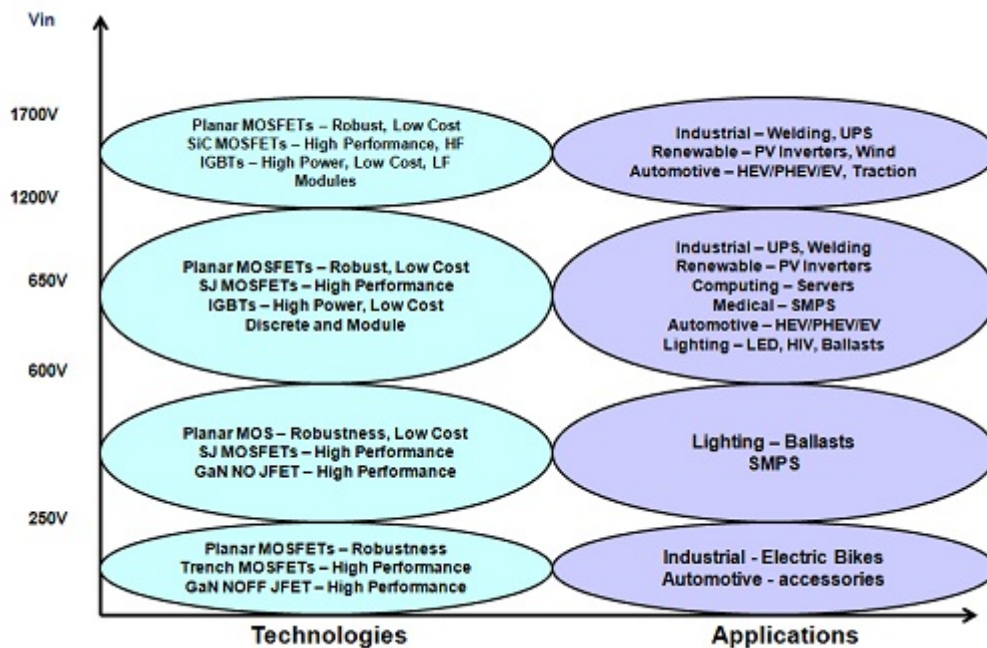 Vin
1700V
Planar MOSFETs – Robust, Low Cost
SiC MOSFETs – High Performance, HF
IGBTs – High Power, Low Cost, LF
Modules
Industrial – Welding, UPS
Renewable – PV Inverters, Wind
Automotive – HEV/PHEV/EV, Traction
1200V
Planar MOSFETs – Robust, Low Cost
SJ MOSFETs – High Performance
IGBTs – High Power, Low Cost
Discrete and Module
Industrial – UPS, Welding
Renewable – PV Inverters
Computing – Servers
Medical – SMPS
Automotive – HEV/PHEV/EV
Lighting – LED, HIV, Ballasts
650V
600V
Planar MOS – Robustness, Low Cost
SJ MOSFETs – High Performance
GaN NO JFET – High Performance
Lighting – Ballasts
SMPS
250V
Planar MOSFETs – Robustness
Trench MOSFETs – High Performance
GaN NOFF JFET – High Performance
Industrial - Electric Bikes
Automotive - accessories
Technologies
Applications